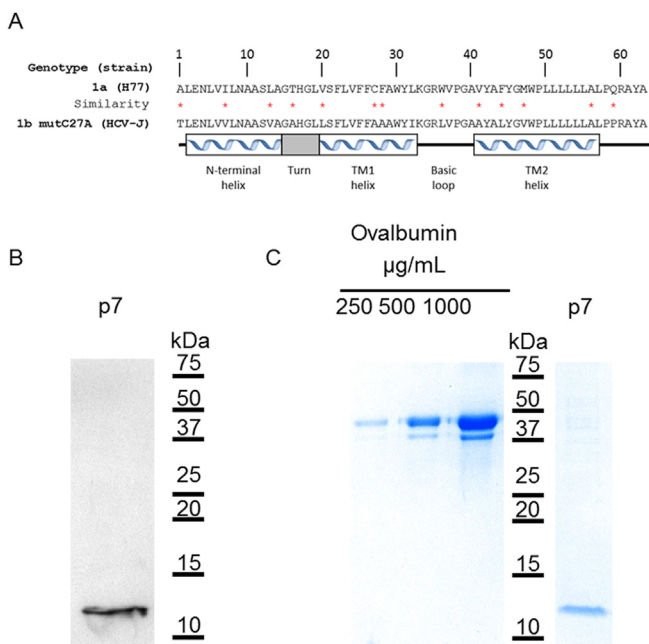 A
1 10 20 30 40 50 60
Genotype (strain)
1a (H77) ALENLVILNAASLAGTHGLVSFLVFFCFAWYLKGRWVPGAVYAFYGMWPLLLLLLALPQRAYA
Similarity * * * * * * * * * * * * *
1b mutC27A (HCV-J) TLENLVVLNAASVAGAHGLLSFLVFFAAAWYIKGRLVPGAAYALYGVWPLLLLLLALPPRAYA
N-terminal Turn TM1 Basic TM2
helix helix loop helix
B
p7
kDa
75
50
37
25
20
15
10
C
Ovalbumin
µg/mL
250 500 1000
p7
kDa
75
50
37
25
20
15
10